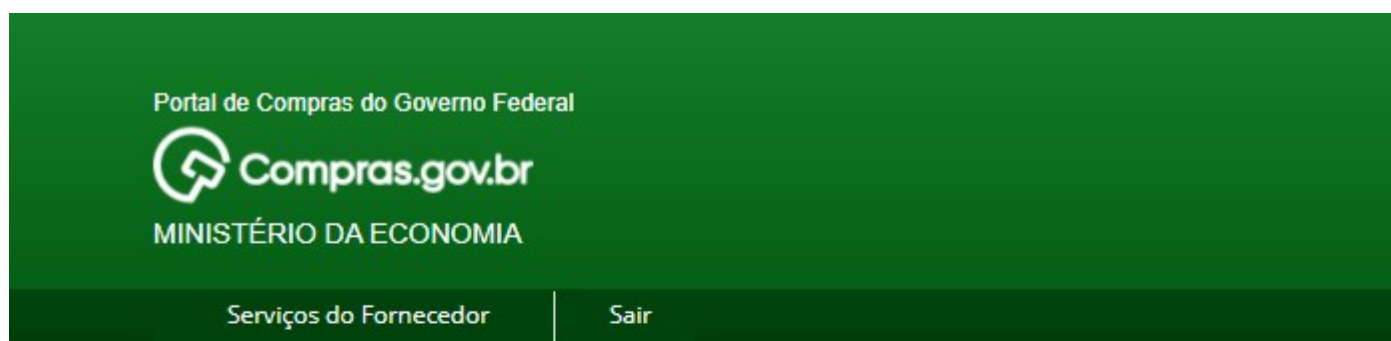 Portal de Compras do Governo Federal
Compras.gov.br
MINISTÉRIO DA ECONOMIA
Serviços do Fornecedor
Sair